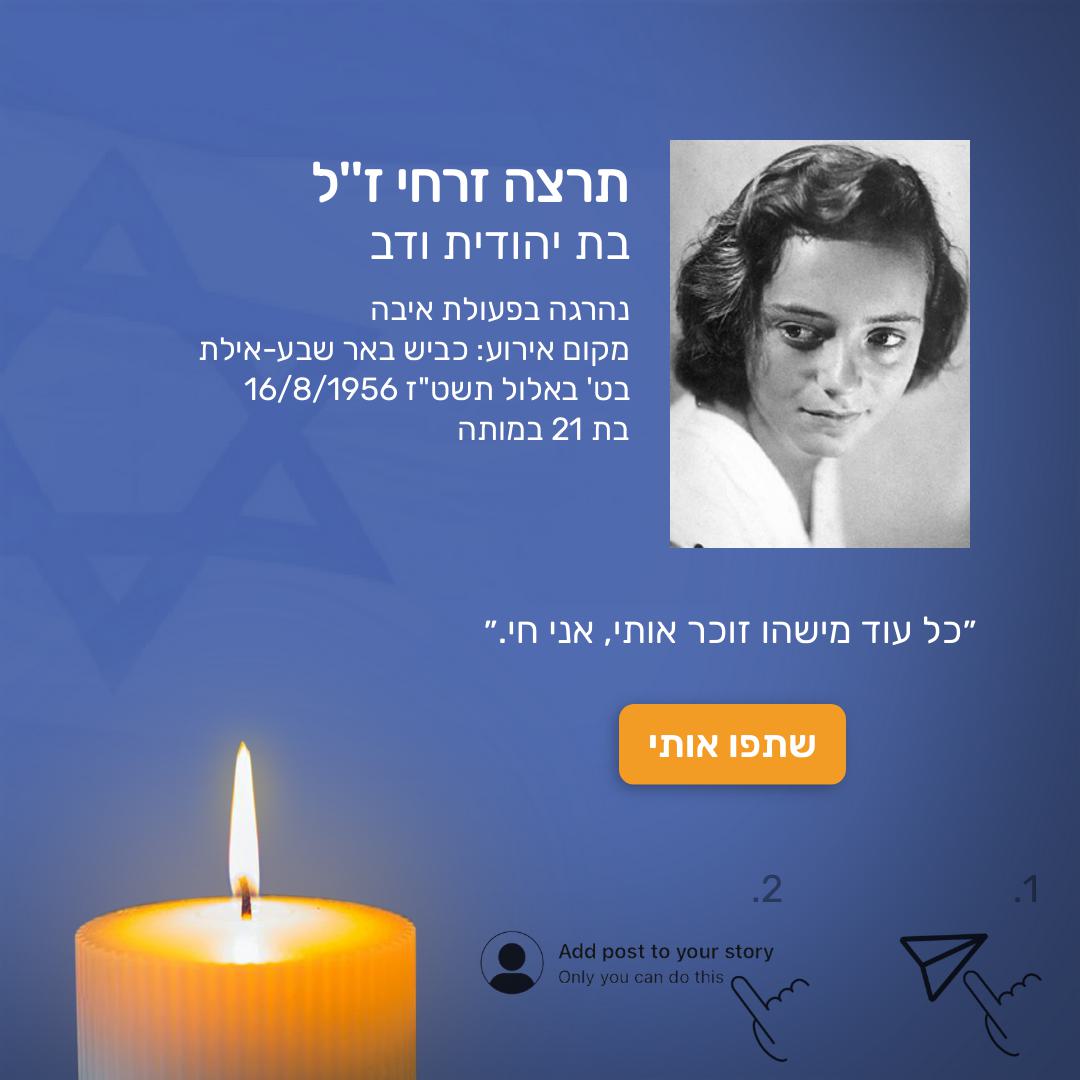 תרצה זרחי ז"ל
בת יהודית ודב
נהרגה בפעולת איבה
מקום אירוע: כביש באר שבע-אילת
בט' באלול תשט"ז 16/8/1956
בת 21 במותה
״כל עוד מישהו זוכר אותי, אני חי.״
שתפו אותי
1.
2.
Add post to your story
Only you can do this